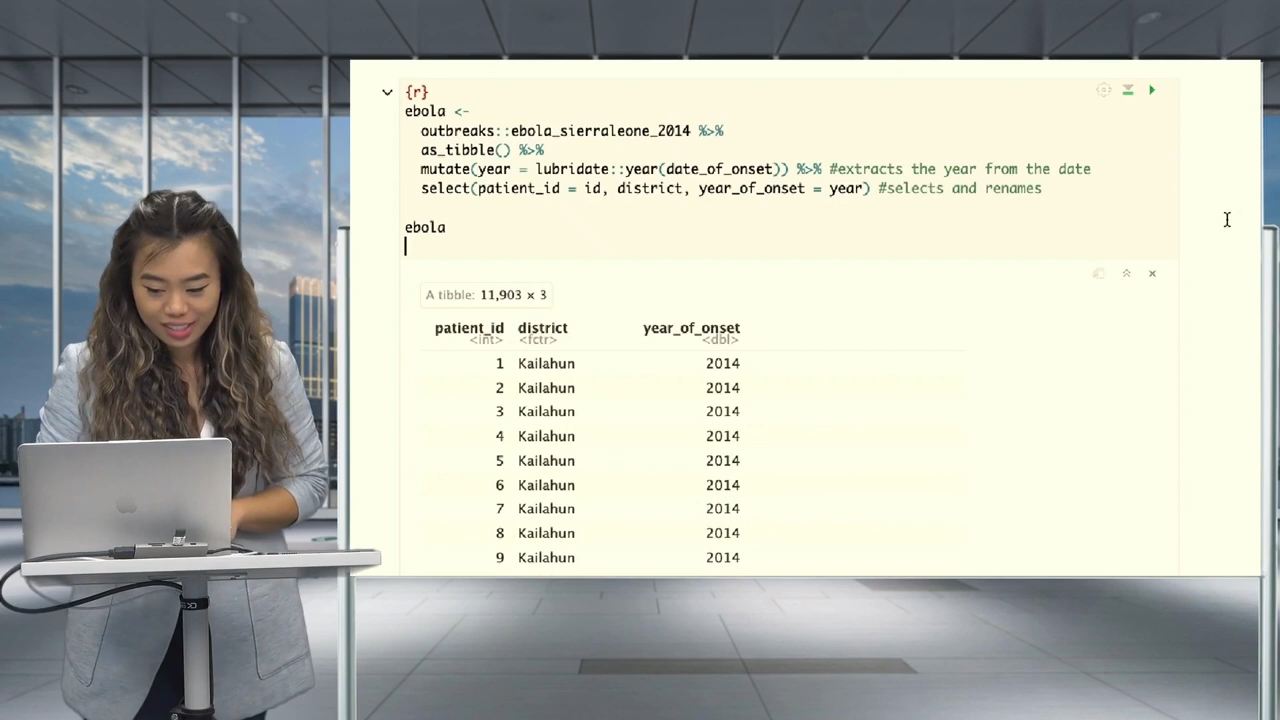 {r}
ebola <-
outbreaks::ebola_sierraleone_2014 %>%
as_tibble() %>%
mutate(year = lubridate::year(date_of_onset)) %>% #extracts the year from the date
select(patient_id = id, district, year_of_onset = year) #selects and renames
ebola
A tibble: 11,903 × 3
patient_id district year_of_onset
<int> <fctr> <dbl>
1 Kailahun 2014
2 Kailahun 2014
3 Kailahun 2014
4 Kailahun 2014
5 Kailahun 2014
6 Kailahun 2014
7 Kailahun 2014
8 Kailahun 2014
9 Kailahun 2014